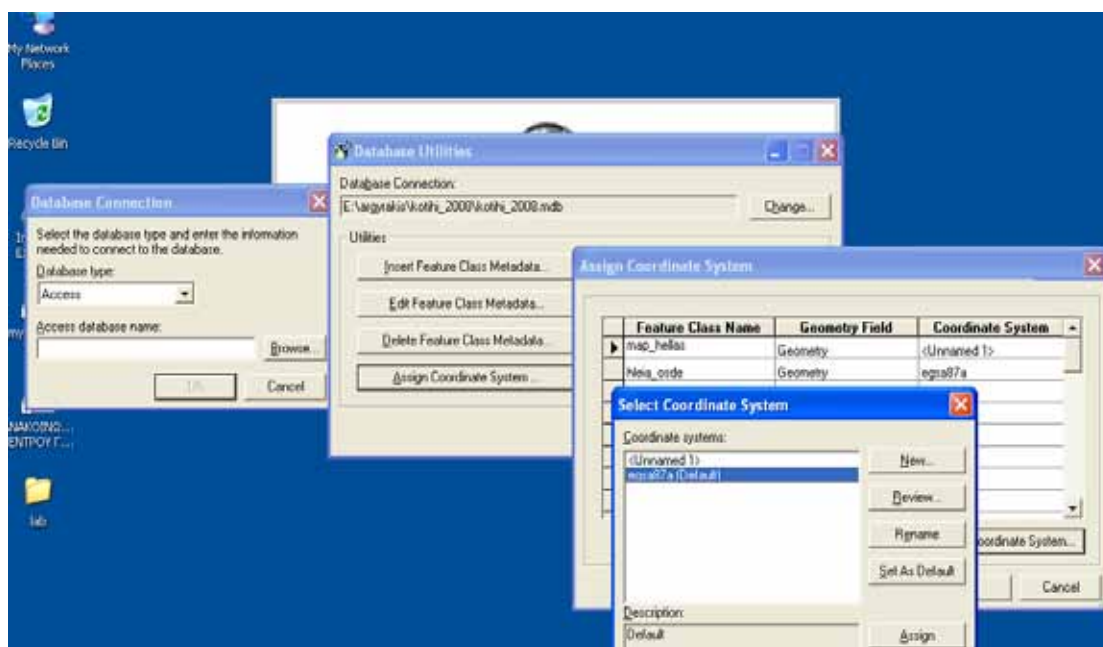 My Network
Places
Recycle Bin
Database Connection
Select the database type and enter the information
needed to connect to the database.
Database type:
Access
Access database name:
Browse...
OK
Cancel
Database Utilities
Database Connection:
E:\argyrakis\kotihi_2008\kotihi_2008.mdb
Change...
Utilities
Insert Feature Class Metadata...
Edit Feature Class Metadata...
Delete Feature Class Metadata...
Assign Coordinate System ...
Assign Coordinate System
Feature Class Name Geometry Field Coordinate System
map_hellas Geometry <Unnamed 1>
Geometry egsa87a
oordinate System...
Cancel
Select Coordinate System
Coordinate systems:
<Unnamed 1>
egsa87a (Default)
New...
Review...
Rename
Set As Default
Description:
Default
Assign
lab